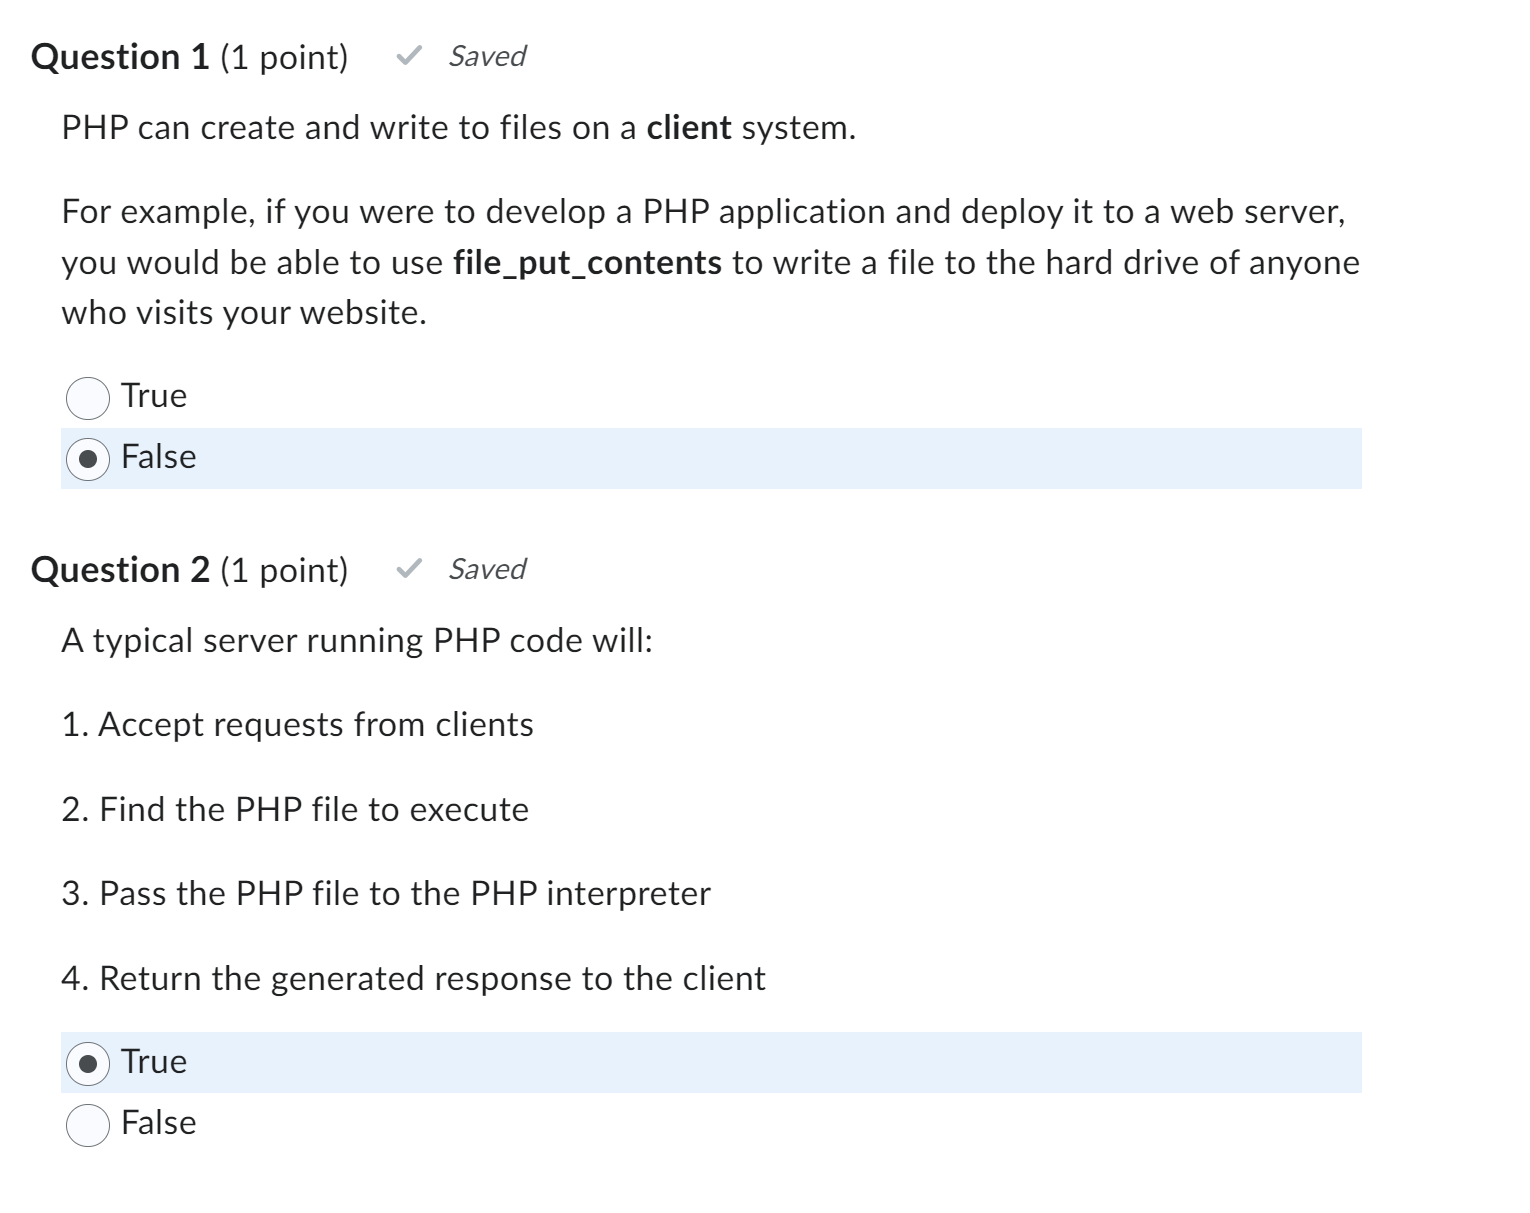 Question 1 (1 point) Saved
PHP can create and write to files on a client system.
For example, if you were to develop a PHP application and deploy it to a web server,
you would be able to use file_put_contents to write a file to the hard drive of anyone
who visits your website.
True
False
Question 2 (1 point) Saved
A typical server running PHP code will:
1. Accept requests from clients
2. Find the PHP file to execute
3. Pass the PHP file to the PHP interpreter
4. Return the generated response to the client
True
False